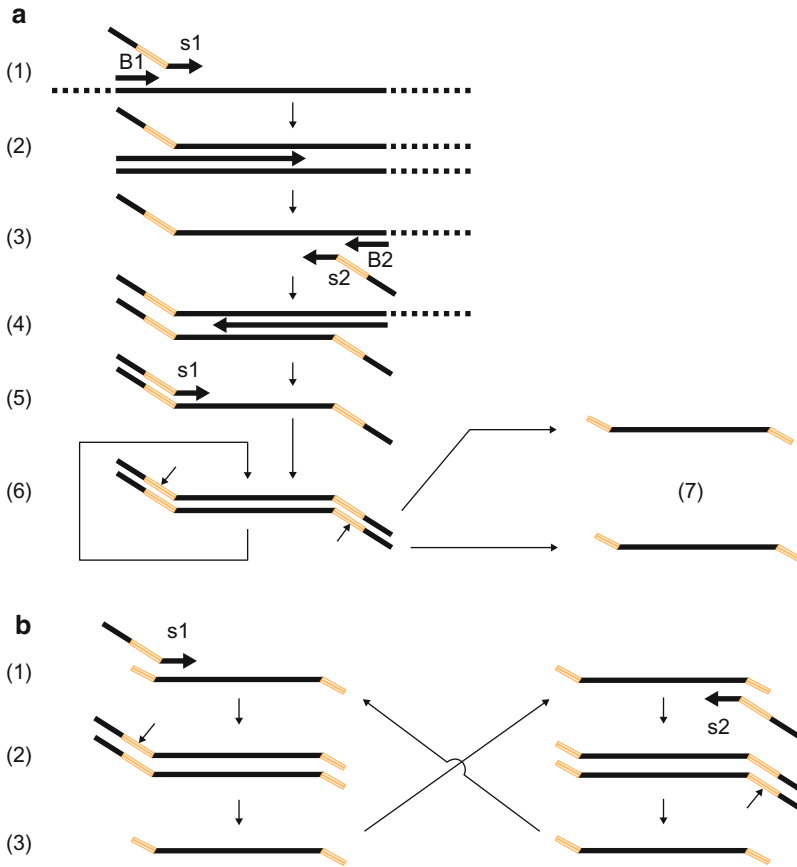 a
s1
B1
(1)
(2)
(3)
B2
s2
(4)
s1
(5)
(6)
(7)
b
s1
(1)
s2
(2)
(3)